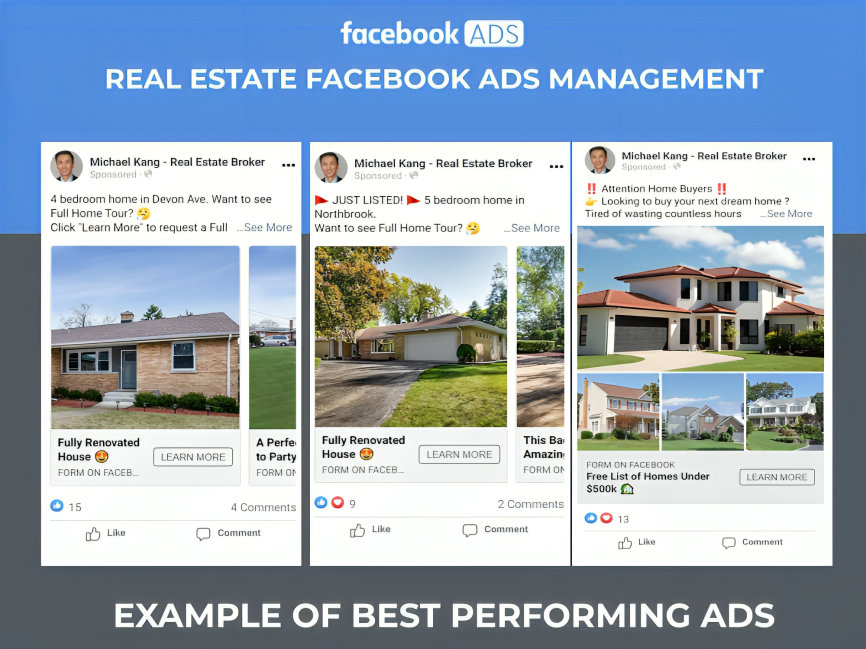 facebook ADS
REAL ESTATE FACEBOOK ADS MANAGEMENT
Michael Kang - Real Estate Broker
Sponsored ·
4 bedroom home in Devon Ave. Want to see
Full Home Tour? 🤔
Click "Learn More" to request a Full ...See More
Fully Renovated
House 😍
LEARN MORE
FORM ON FACEB...
A Perfe
to Party
FORM ON
15
4 Comments
Like
Comment
Michael Kang - Real Estate Broker
Sponsored ·
🚩 JUST LISTED! 🚩 5 bedroom home in
Northbrook.
Want to see Full Home Tour? 🤔 ...See More
Fully Renovated
House 😍
LEARN MORE
FORM ON FACEB...
This Ba
Amazin
FORM ON
9
2 Comments
Like
Comment
Michael Kang - Real Estate Broker
Sponsored ·
‼️ Attention Home Buyers ‼️
👉 Looking to buy your next dream home ?
Tired of wasting countless hours ...See More
FORM ON FACEBOOK
Free List of Homes Under
$500k 🏡
LEARN MORE
13
Like
Comment
EXAMPLE OF BEST PERFORMING ADS